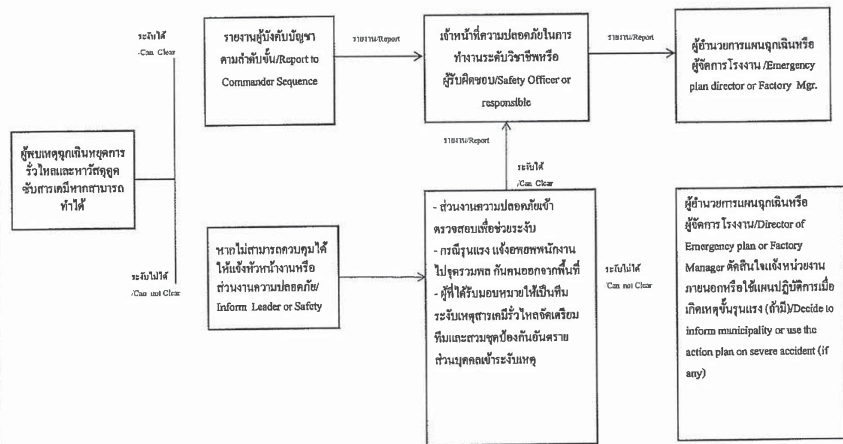 ระงับได้
/Can Clear
รายงานผู้บังคับบัญชา
ตามลำดับขั้น/Report to
Commander Sequence
รายงาน/Report
เจ้าหน้าที่ความปลอดภัยในการ
ทำงานระดับวิชาชีพหรือ
ผู้รับผิดชอบ/Safety Officer or
responsible
รายงาน/Report
ผู้อำนวยการแผนฉุกเฉินหรือ
ผู้จัดการโรงงาน /Emergency
plan director or Factory Mgr.
ผู้พบเหตุฉุกเฉินหยุดการ
รั่วไหลและหาวัสดุดูด
ซับสารเคมีหากสามารถ
ทำได้
รายงาน/Report
ระงับได้
/Can Clear
ระงับไม่ได้
/Can not Clear
หากไม่สามารถควบคุมได้
ให้แจ้งหัวหน้างานหรือ
ส่วนงานความปลอดภัย/
Inform Leader or Safety
- ส่วนงานความปลอดภัยเข้า
ตรวจสอบเพื่อช่วยระงับ
- กรณีรุนแรง แจ้งอพยพพนักงาน
ไปจุดรวมพล กันคนออกจากพื้นที่
- ผู้ที่ได้รับมอบหมายให้เป็นทีม
ระงับเหตุสารเคมีรั่วไหลจัดเตรียม
ทีมและสวมชุดป้องกันอันตราย
ส่วนบุคคลเข้าระงับเหตุ
ระงับไม่ได้
/Can not Clear
ผู้อำนวยการแผนฉุกเฉินหรือ
ผู้จัดการโรงงาน/Director of
Emergency plan or Factory
Manager ตัดสินใจแจ้งหน่วยงาน
ภายนอกหรือใช้แผนปฏิบัติการเมื่อ
เกิดเหตุขั้นรุนแรง (ถ้ามี)/Decide to
inform municipality or use the
action plan on severe accident (if
any)